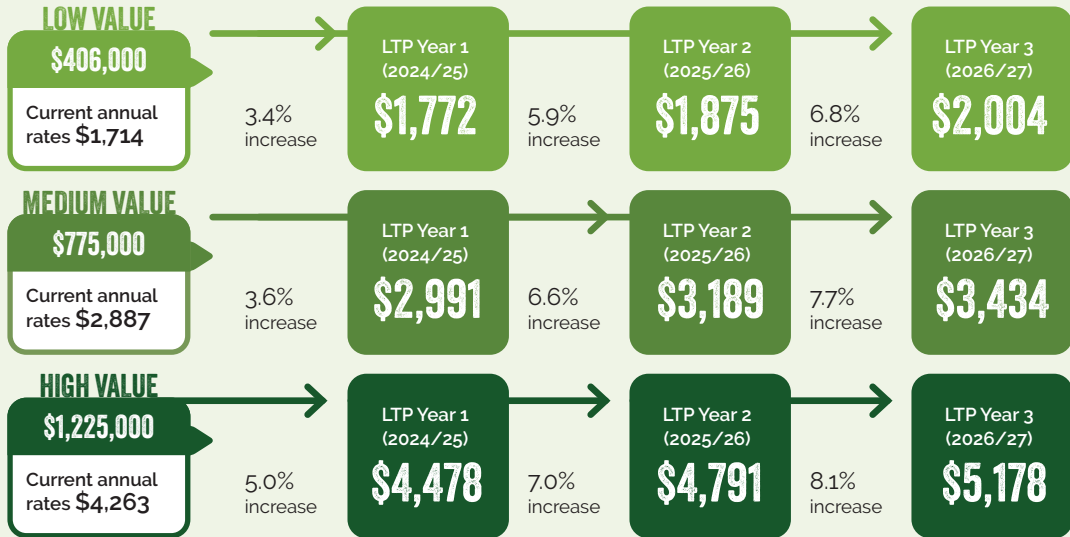 LOW VALUE
$406,000
Current annual
rates $1,714
3.4%
increase
LTP Year 1
(2024/25)
$1,772
5.9%
increase
LTP Year 2
(2025/26)
$1,875
6.8%
increase
LTP Year 3
(2026/27)
$2,004
MEDIUM VALUE
$775,000
Current annual
rates $2,887
3.6%
increase
LTP Year 1
(2024/25)
$2,991
6.6%
increase
LTP Year 2
(2025/26)
$3,189
7.7%
increase
LTP Year 3
(2026/27)
$3,434
HIGH VALUE
$1,225,000
Current annual
rates $4,263
5.0%
increase
LTP Year 1
(2024/25)
$4,478
7.0%
increase
LTP Year 2
(2025/26)
$4,791
8.1%
increase
LTP Year 3
(2026/27)
$5,178